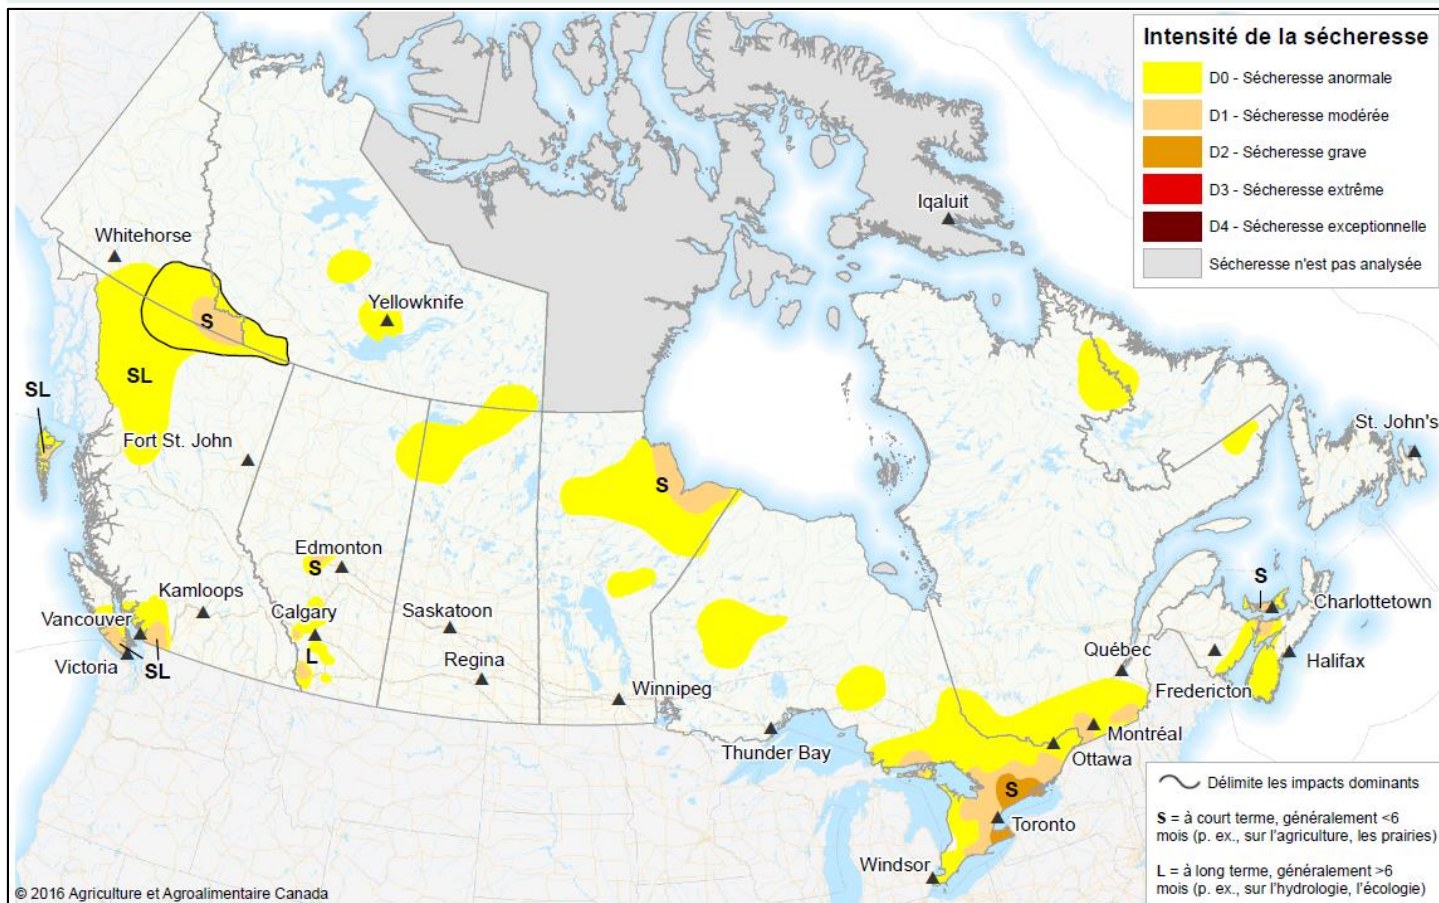 Intensité de la sécheresse
D0 - Sécheresse anormale
D1 - Sécheresse modérée
D2 - Sécheresse grave
D3 - Sécheresse extrême
D4 - Sécheresse exceptionnelle
Sécheresse n'est pas analysée
Iqaluit
Whitehorse
Yellowknife
S
SL
SL
Fort St. John
St. John's
S
Edmonton
S
Kamloops
Calgary
Saskatoon
S
Charlottetown
Vancouver
L
Victoria
SL
Regina
Québec
Halifax
Winnipeg
Fredericton
Montréal
Thunder Bay
Ottawa
S
Toronto
Windsor
Délimite les impacts dominants
S = à court terme, généralement <6
mois (p. ex., sur l'agriculture, les prairies)
L = à long terme, généralement >6
mois (p. ex., sur l'hydrologie, l'écologie)
© 2016 Agriculture et Agroalimentaire Canada